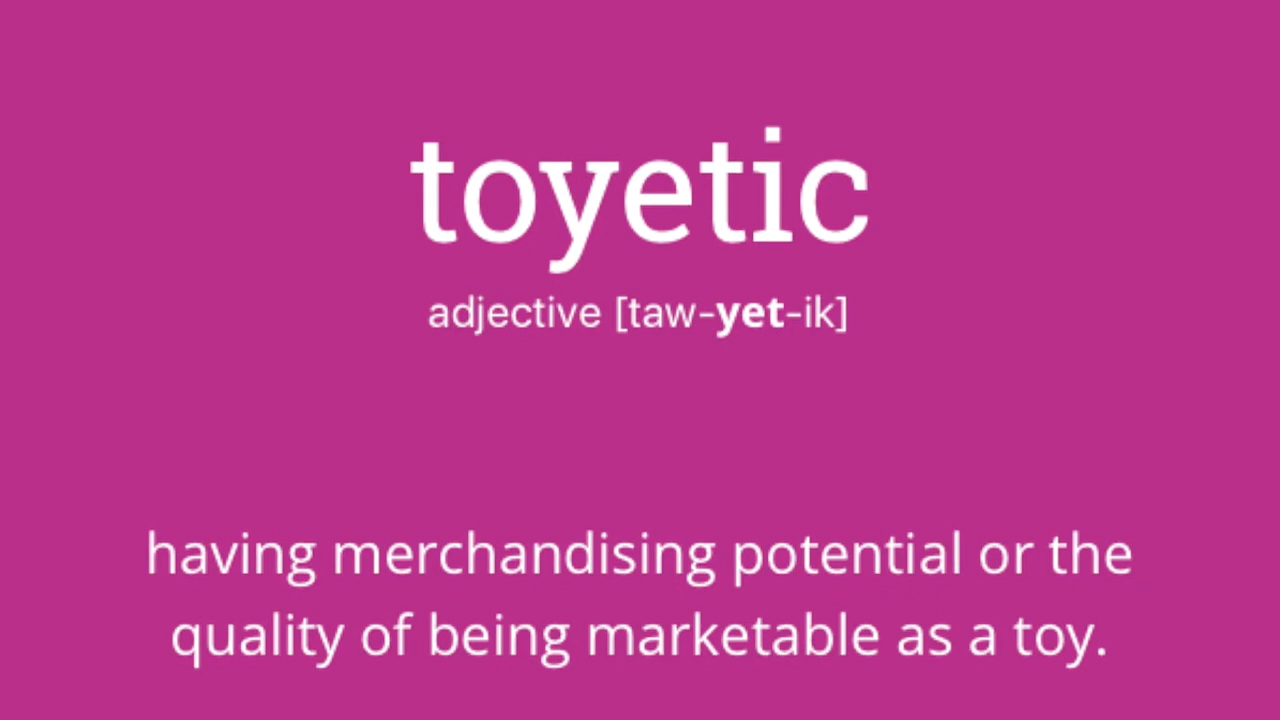 toyetic
adjective [taw-yet-ik]
having merchandising potential or the
quality of being marketable as a toy.